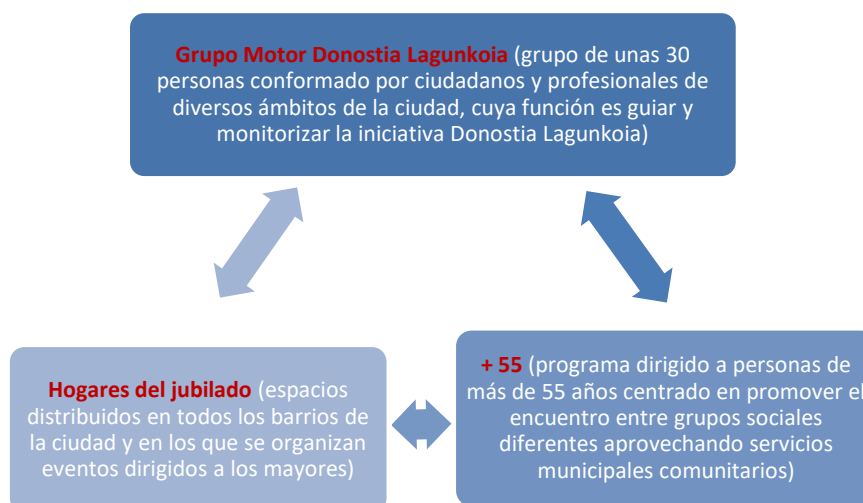 Grupo Motor Donostia Lagunkoia (grupo de unas 30
personas conformado por ciudadanos y profesionales de
diversos ámbitos de la ciudad, cuya función es guiar y
monitorizar la iniciativa Donostia Lagunkoia)
Hogares del jubilado (espacios
distribuidos en todos los barrios de
la ciudad y en los que se organizan
eventos dirigidos a los mayores)
+ 55 (programa dirigido a personas de
más de 55 años centrado en promover el
encuentro entre grupos sociales
diferentes aprovechando servicios
municipales comunitarios)